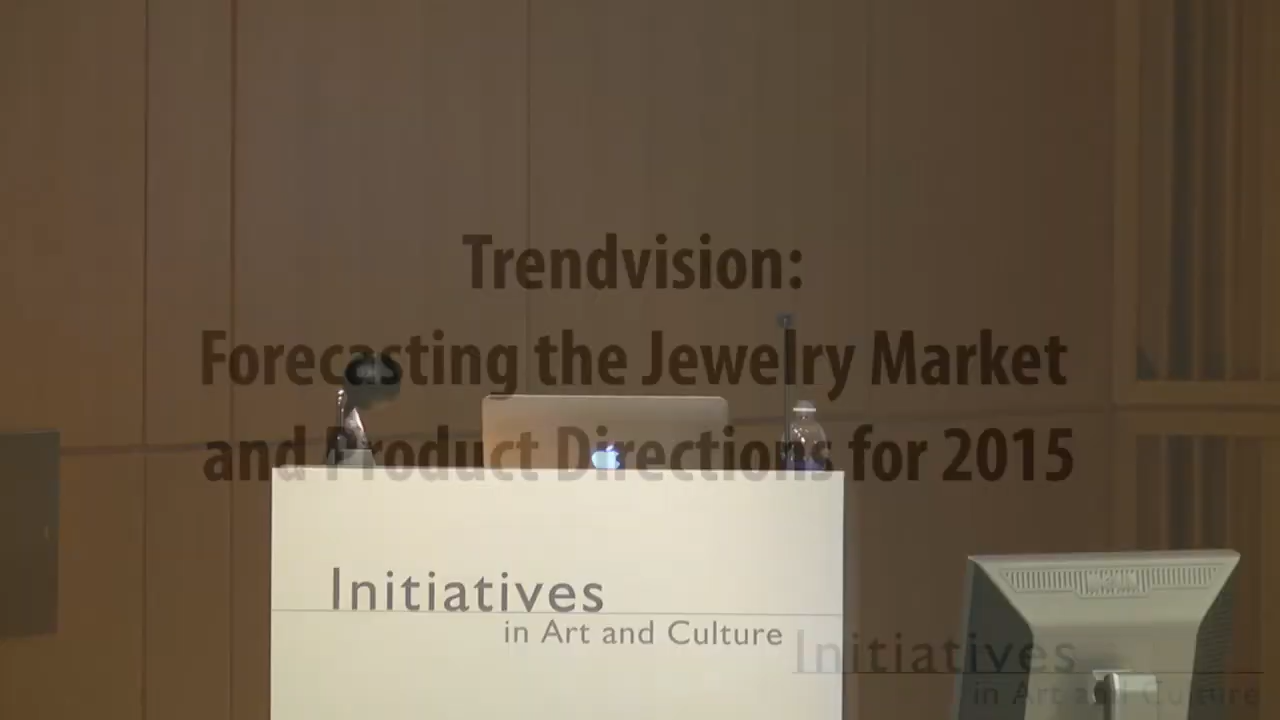 Trendvision:
Forecasting the Jewelry Market
and Product Directions for 2015
Initiatives
in Art and Culture
Initiatives
in Art and Culture